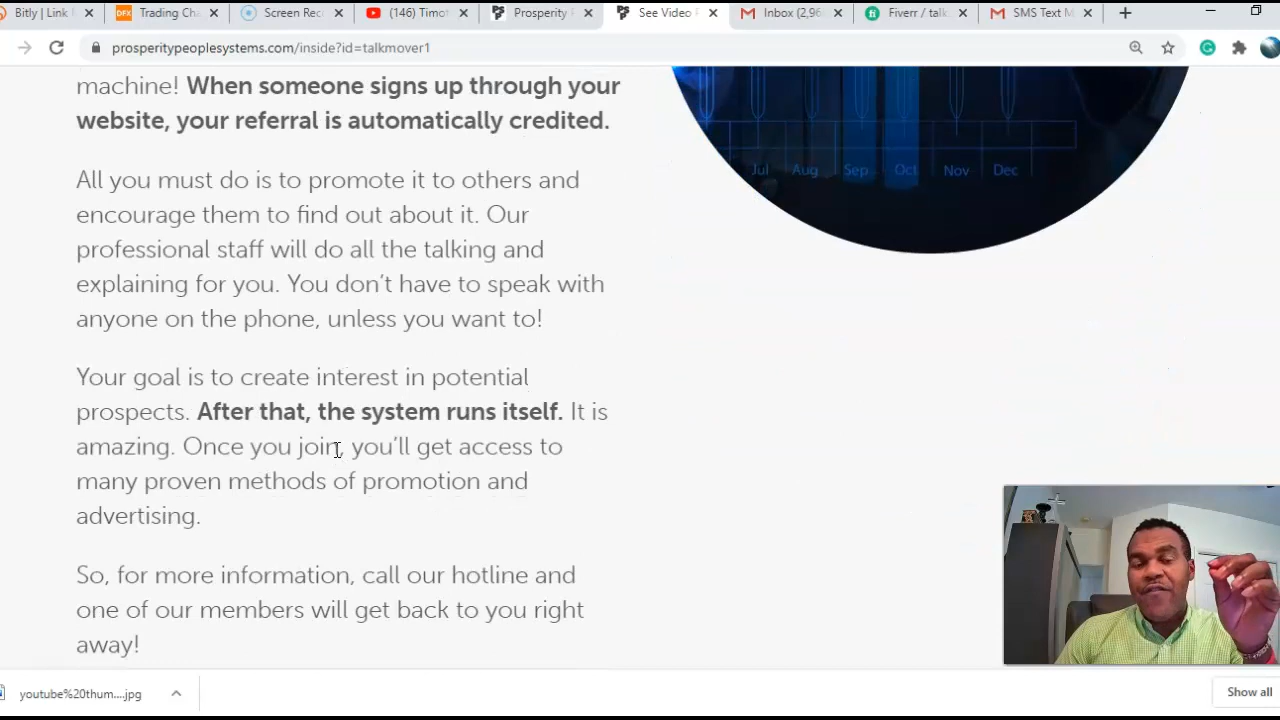 Bitly | Link
Trading Cha
Screen Rec
(146) Timot
Prosperity P
See Video P
Inbox (2,96
Fiverr / talk
SMS Text M
prosperitypeoplesystems.com/inside?id=talkmover1
machine! When someone signs up through your
website, your referral is automatically credited.
All you must do is to promote it to others and
encourage them to find out about it. Our
professional staff will do all the talking and
explaining for you. You don't have to speak with
anyone on the phone, unless you want to!
Your goal is to create interest in potential
prospects. After that, the system runs itself. It is
amazing. Once you join, you'll get access to
many proven methods of promotion and
advertising.
So, for more information, call our hotline and
one of our members will get back to you right
away!
Jul Aug Sep Oct Nov Dec
youtube%20thum....jpg
Show all